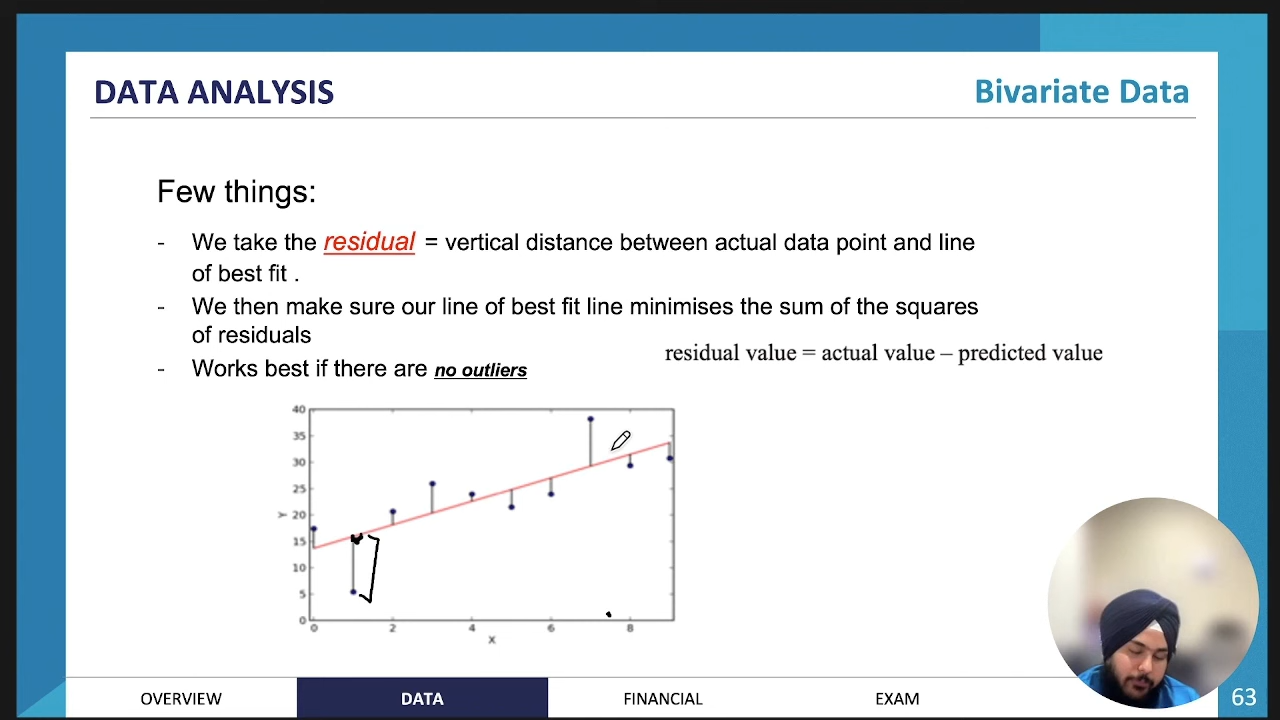 DATA ANALYSIS
Bivariate Data
Few things:
- We take the residual = vertical distance between actual data point and line
of best fit .
- We then make sure our line of best fit line minimises the sum of the squares
of residuals
residual value = actual value – predicted value
- Works best if there are no outliers
40
35
30
25
20
15
10
5
0
Y
0 2 4 6 8
X
OVERVIEW DATA FINANCIAL EXAM 63